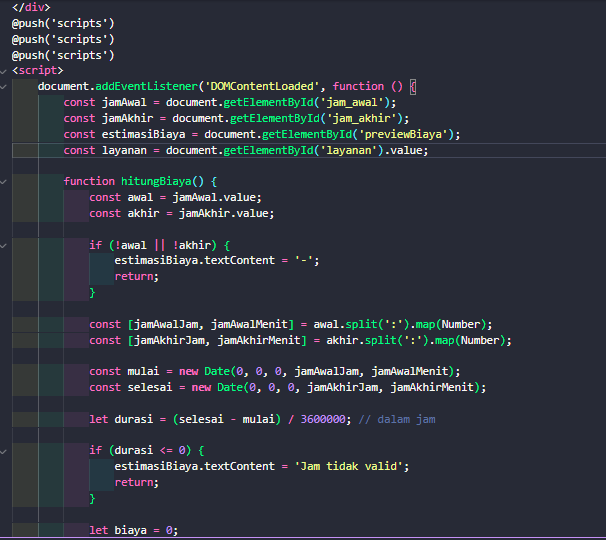 </div>
@push('scripts')
@push('scripts')
@push('scripts')
<script>
document.addEventListener('DOMContentLoaded', function () {
const jamAwal = document.getElementById('jam_awal');
const jamAkhir = document.getElementById('jam_akhir');
const estimasiBiaya = document.getElementById('previewBiaya');
const layanan = document.getElementById('layanan').value;
function hitungBiaya() {
const awal = jamAwal.value;
const akhir = jamAkhir.value;
if (!awal || !akhir) {
estimasiBiaya.textContent = '-';
return;
}
const [jamAwalJam, jamAwalMenit] = awal.split(':').map(Number);
const [jamAkhirJam, jamAkhirMenit] = akhir.split(':').map(Number);
const mulai = new Date(0, 0, 0, jamAwalJam, jamAwalMenit);
const selesai = new Date(0, 0, 0, jamAkhirJam, jamAkhirMenit);
let durasi = (selesai - mulai) / 3600000; // dalam jam
if (durasi <= 0) {
estimasiBiaya.textContent = 'Jam tidak valid';
return;
}
let biaya = 0;